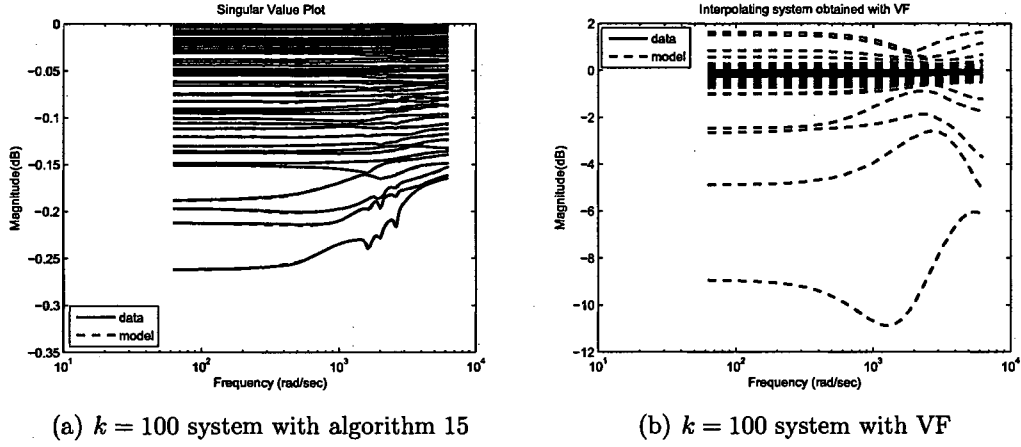 Singular Value Plot
Magnitude(dB)
0
−0.05
−0.1
−0.15
−0.2
−0.25
−0.3
−0.35
data
model
10^1
10^2
10^3
10^4
Frequency (rad/sec)
(a) k = 100 system with algorithm 15
Interpolating system obtained with VF
Magnitude(dB)
2
0
−2
−4
−6
−8
−10
−12
data
model
10^1
10^2
10^3
10^4
Frequency (rad/sec)
(b) k = 100 system with VF